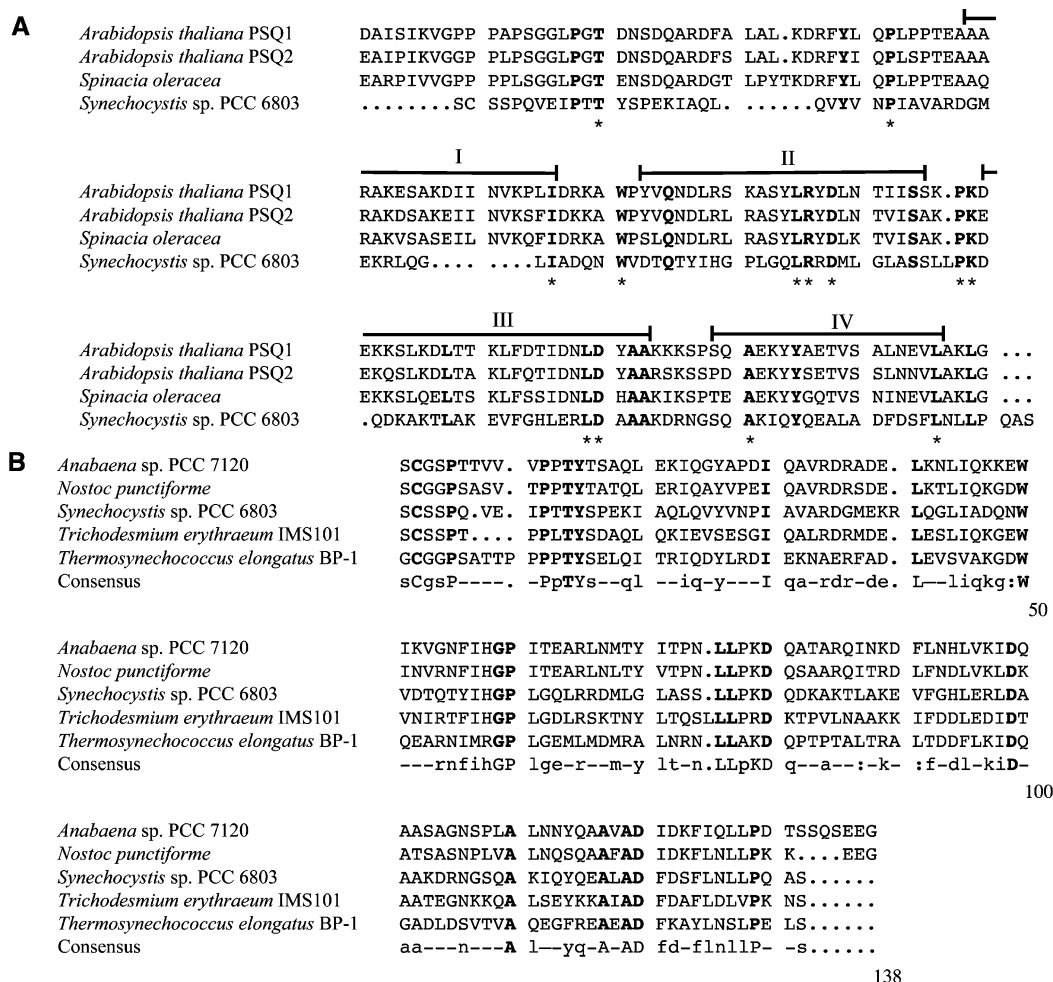 A
Arabidopsis thaliana PSQ1 DAISIKVGPP PAPSGGLPGT DNSDQARDFA LAL.KDRFYL QPLPPTEAAA
Arabidopsis thaliana PSQ2 EAIPIKVGGP PLPSGGLPGT DNSDQARDFS LAL.KDRFYI QPLPPTEAAA
Spinacia oleracea EARPIVVGPP PPLSGGLPGT ENSDQARDGT LPYTKDRFYL QPLPPTEAAQ
Synechocystis sp. PCC 6803 ........SC SSPQVEIPTT YSPEKIAQL. .....QVYV NPIAVARDGM
* *
I II
Arabidopsis thaliana PSQ1 RAKESAKDII NVKPLIDRKA WPYVQNDLRS KASYLRYDLN TIISSK.PKD
Arabidopsis thaliana PSQ2 RAKDSAKEII NVKSFIDKKA WPYVQNDLRL RASYLRYDLN TVISAK.PKE
Spinacia oleracea RAKVSASEIL NVKQFIDRKA WPSLQNDLRL RASYLRYDLK TVISAK.PKD
Synechocystis sp. PCC 6803 EKRLQG.... ....LIADQN WVDTQTYIHG PLGQLRRDML GLASSLLPKD
* * ** * **
III IV
Arabidopsis thaliana PSQ1 EKKSLKDLTT KLFDTIDNLD YAAKKKSPSQ AEKYYAETVS ALNEVLAKLG ...
Arabidopsis thaliana PSQ2 EKQSLKDLTA KLFQTIDNLD YAARSKSSPD AEKYYSETVS SLNNVLAKLG ...
Spinacia oleracea EKKSLQELTS KLFSSIDNLD HAAKIKSPTE AEKYYGQTVS NINEVLAKLG ...
Synechocystis sp. PCC 6803 .QDKAKTLAK EVFGHLERLD AAAKDRNGSQ AKIQYQEALA DFDSFLNLLP QAS
** * *
B
Anabaena sp. PCC 7120 SCGSPTTVV. VPPTYTSAQL EKIQGYAPDI QAVRDRADE. LKNLIQKKEW
Nostoc punctiforme SCGGPSASV. TPPTYTATQL ERIQAYVPEI QAVRDRSDE. LKTLIQKGDW
Synechocystis sp. PCC 6803 SCSSPQ.VE. IPTTYSPEKI AQLQVYVNPI AVARDGMEKR LQGLIADQNW
Trichodesmium erythraeum IMS101 SCSSPT.... PPPTYSDAQL QKIEVSESGI QALRDRMDE. LESLIQKGEW
Thermosynechococcus elongatus BP-1 GCGGPSATTP PPPTYSELQI TRIQDYLRDI EKNAERFAD. LEVSVAKGDW
Consensus sCgsP----. -PpTYs--ql --iq-y---I qa-rdr-de. L--liqkg:W
50
Anabaena sp. PCC 7120 IKVGNFIHGP ITEARLNMTY ITPN.LLPKD QATARQINKD FLNHLVKIDQ
Nostoc punctiforme INVRNFIHGP ITEARLNLTY VTPN.LLPKD QSAARQITRD LFNDLVKLDK
Synechocystis sp. PCC 6803 VDTQTYIHGP LGQLRRDMLG LASS.LLPKD QDKAKTLAKE VFGHLERLDA
Trichodesmium erythraeum IMS101 VNIRTFIHGP LGDLRSKTNY LTQSLLPRD KTPVLNAAKK IFDDLEDIDT
Thermosynechococcus elongatus BP-1 QEARNIMRGP LGEMLMDMRA LNRN.LLAKD QPTPTALTRA LTDDFLKIDQ
Consensus ---rnfihGP lge-r--m-y lt-n.LLpKD q--a--:-k- :f-dl-kiD-
100
Anabaena sp. PCC 7120 AASAGNSPLA LNNYQAAVAD IDKFIQLLPD TSSQSEEG
Nostoc punctiforme ATSASNPLVA LNQSQAAFAD IDKFLNLLPK K....EEG
Synechocystis sp. PCC 6803 AAKDRNGSQA KIQYQEALAD FDSFLNLLPQ AS......
Trichodesmium erythraeum IMS101 AATEGNKKQA LSEYKKAIAD FDAFLDLVPK NS......
Thermosynechococcus elongatus BP-1 GADLDSVTVA QEGFREAEAD FKAYLNSLPE LS......
Consensus aa---n---A l--yq-A-AD fd-flnllP- -s......
138